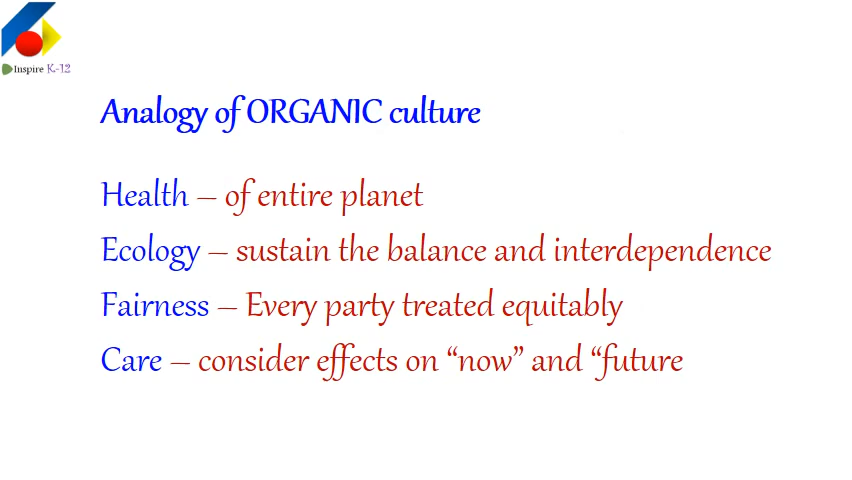 Inspire K-12
Analogy of ORGANIC culture
Health – of entire planet
Ecology – sustain the balance and interdependence
Fairness – Every party treated equitably
Care – consider effects on “now” and “future